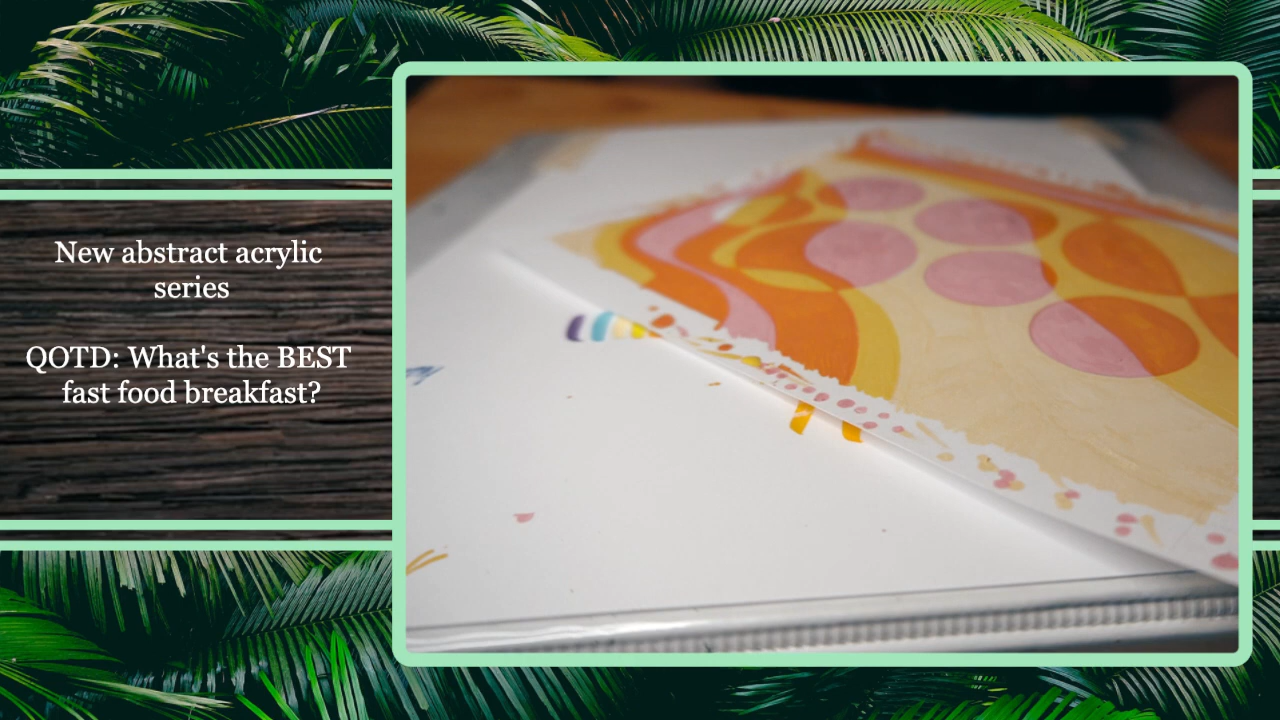 New abstract acrylic
series
QOTD: What's the BEST
fast food breakfast?